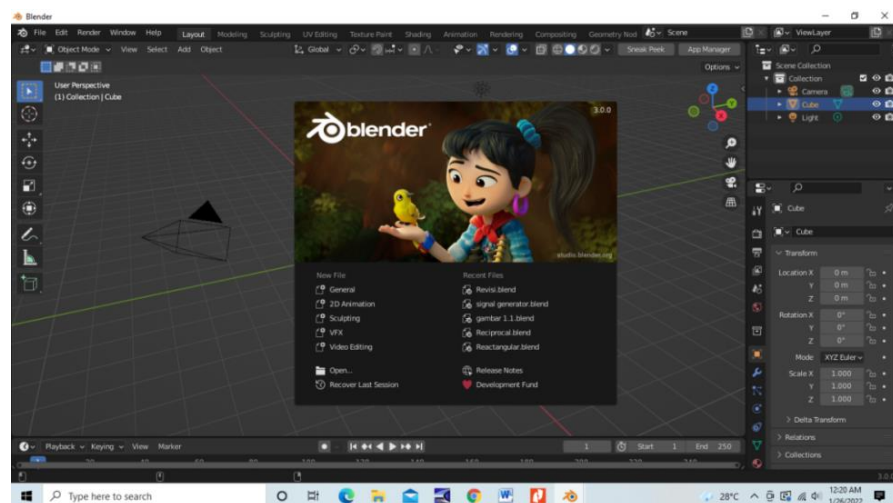 Blender
File Edit Render Window Help Layout Modeling Sculpting UV Editing Texture Paint Shading Animation Rendering Compositing Geometry Nod Scene ViewLayer
Object Mode View Select Add Object Global Sneak Peek App Manager
Options
User Perspective
(1) Collection | Cube
Scene Collection
Collection
Camera
Cube
Light
blender
3.0.0
studio.blender.org
New File
General
2D Animation
Sculpting
VFX
Video Editing
Open...
Recover Last Session
Recent Files
Revisi.blend
signal generator.blend
gambar 1.1.blend
Reciprocal.blend
Reactangular.blend
Release Notes
Development Fund
Cube
Cube
Transform
Location X 0 m
Y 0 m
Z 0 m
Rotation X 0°
Y 0°
Z 0°
Mode XYZ Euler
Scale X 1.000
Y 1.000
Z 1.000
Delta Transform
Relations
Collections
Playback Keying View Marker 1 Start 1 End 250
Type here to search
28°C
12:20 AM
1/26/2022